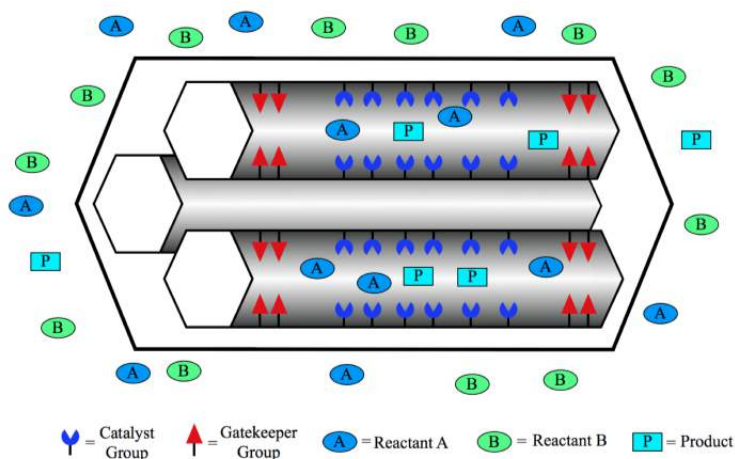 A B A B B A B
B
B
A
A P P P
B
A
B
P A A
A P P
A
B
A B A B B
= Catalyst Group
= Gatekeeper Group
A = Reactant A
B = Reactant B
P = Product